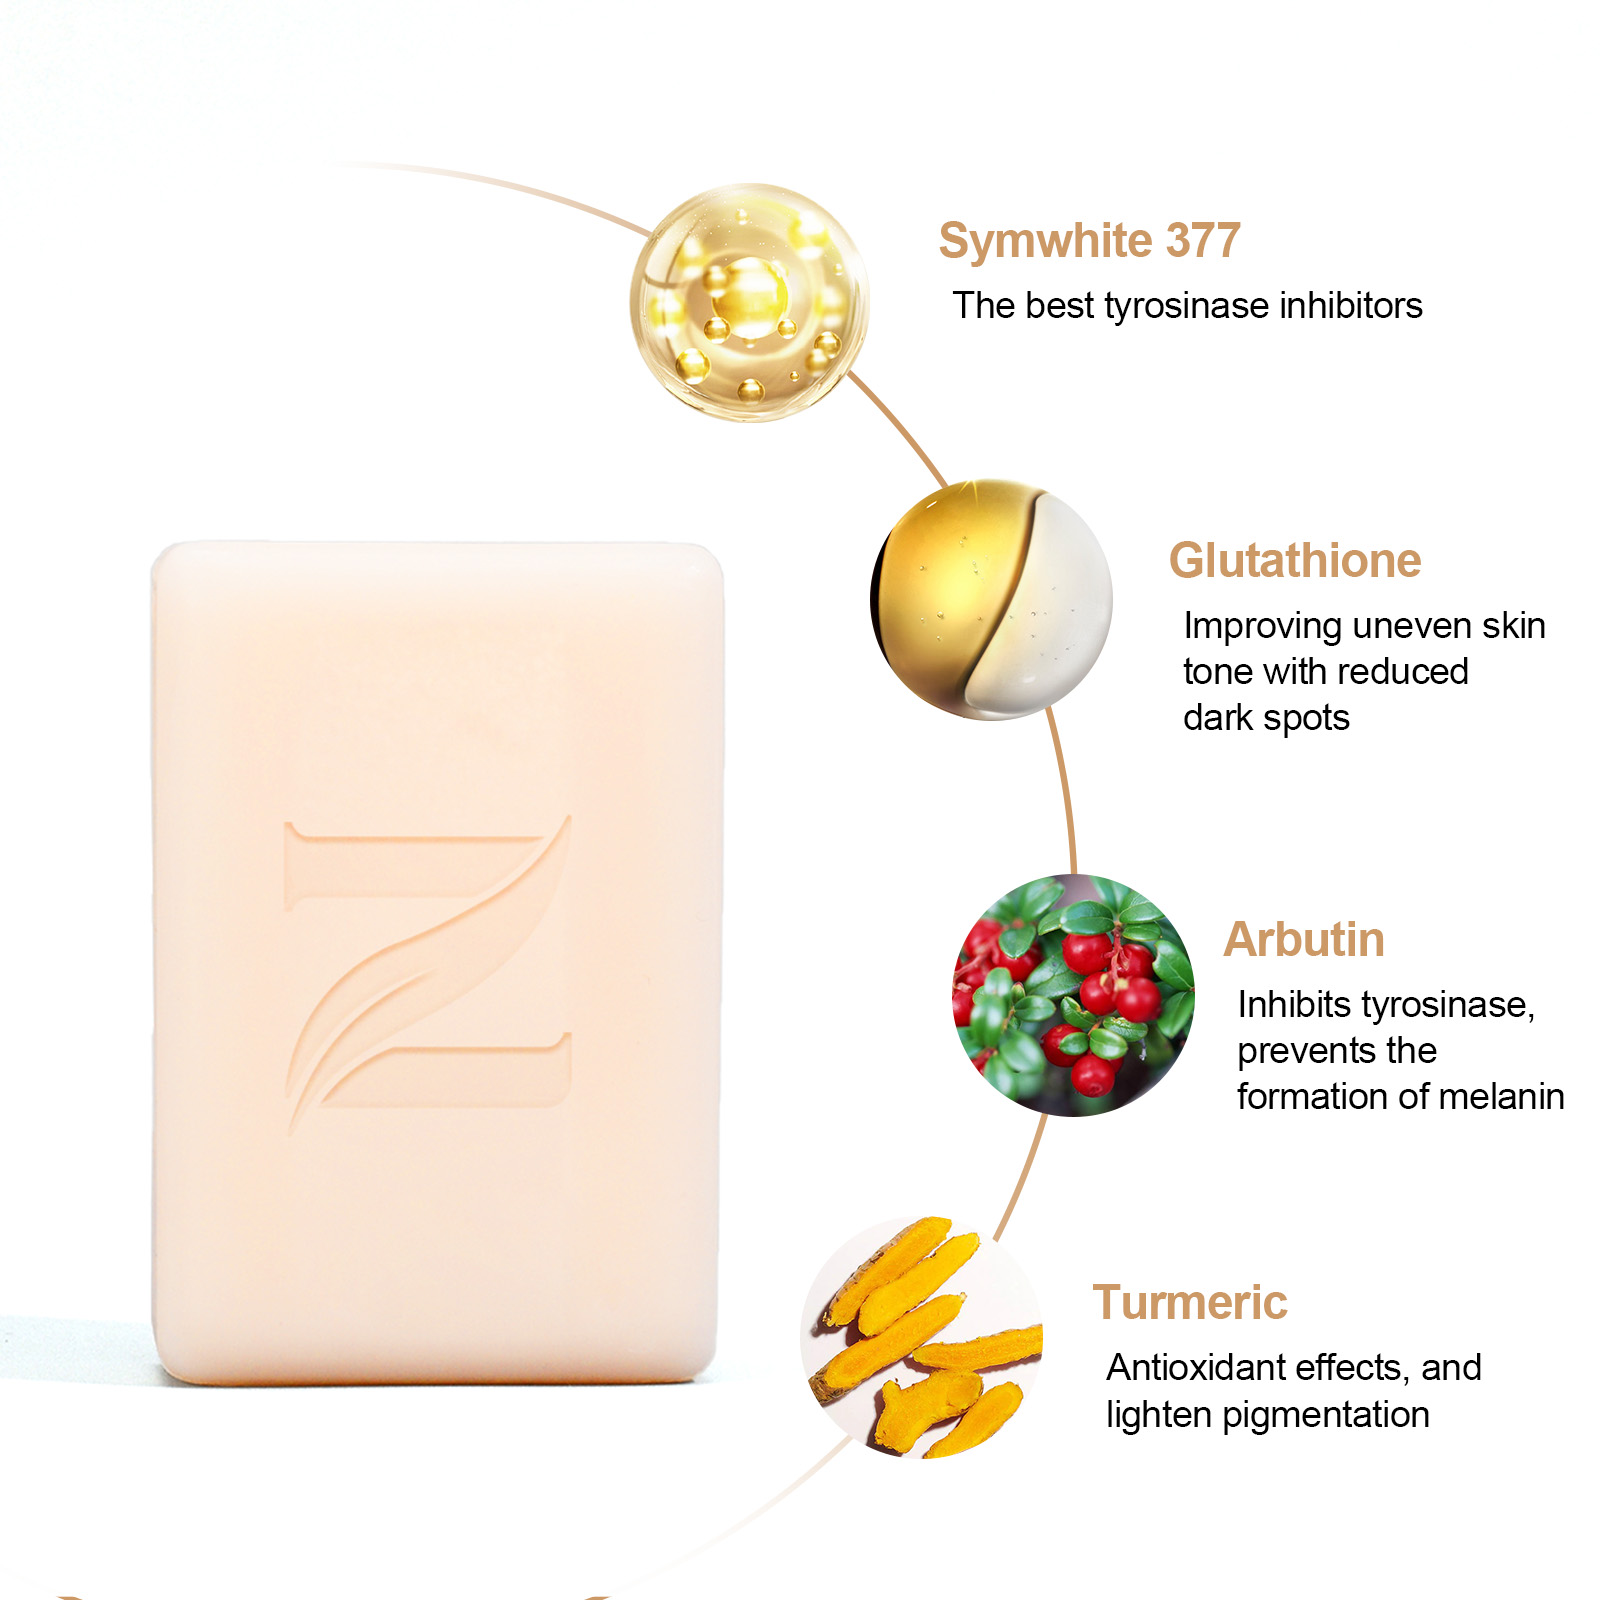 Symwhite 377
The best tyrosinase inhibitors
Glutathione
Improving uneven skin
tone with reduced
dark spots
Z
Arbutin
Inhibits tyrosinase,
prevents the
formation of melanin
Turmeric
Antioxidant effects, and
lighten pigmentation